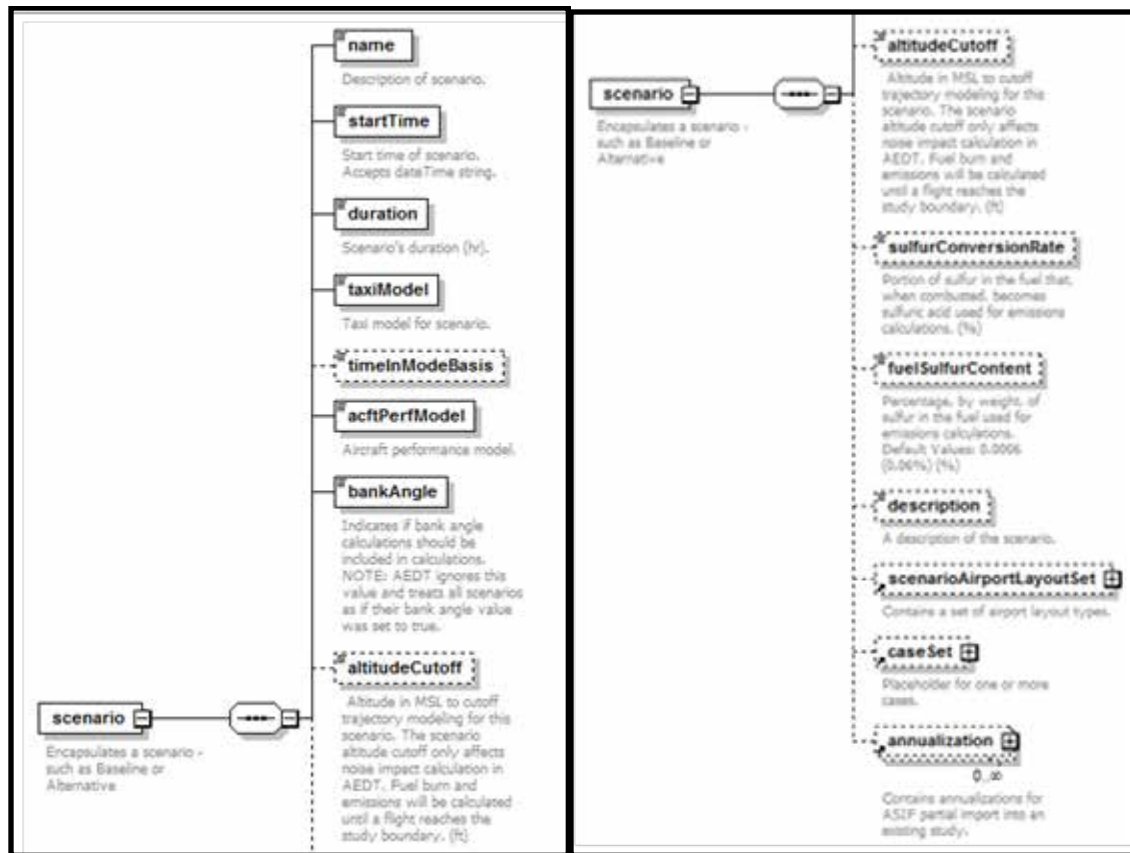 name
Description of scenario.
startTime
Start time of scenario.
Accepts dateTime string.
duration
Scenario's duration (hr).
taxiModel
Taxi model for scenario.
timeInModeBasis
acftPerfModel
Aircraft performance model.
bankAngle
Indicates if bank angle
calculations should be
included in calculations.
NOTE: AEDT ignores this
value and treats all scenarios
as if their bank angle value
was set to true.
altitudeCutoff
Altitude in MSL to cutoff
trajectory modeling for this
scenario. The scenario
altitude cutoff only affects
noise impact calculation in
AEDT. Fuel burn and
emissions will be calculated
until a flight reaches the
study boundary. (ft)
scenario
Encapsulates a scenario -
such as Baseline or
Alternative
altitudeCutoff
Altitude in MSL to cutoff
trajectory modeling for this
scenario. The scenario
altitude cutoff only affects
noise impact calculation in
AEDT. Fuel burn and
emissions will be calculated
until a flight reaches the
study boundary. (ft)
scenario
Encapsulates a scenario -
such as Baseline or
Alternative
sulfurConversionRate
Portion of sulfur in the fuel that,
when combusted, becomes
sulfuric acid used for emissions
calculations. (%)
fuelSulfurContent
Percentage, by weight, of
sulfur in the fuel used for
emissions calculations.
Default Values: 0.0006
(0.06%) (%)
description
A description of the scenario.
scenarioAirportLayoutSet
Contains a set of airport layout types.
caseSet
Placeholder for one or more
cases.
annualization
0..∞
Contains annualizations for
ASIF partial import into an
existing study.